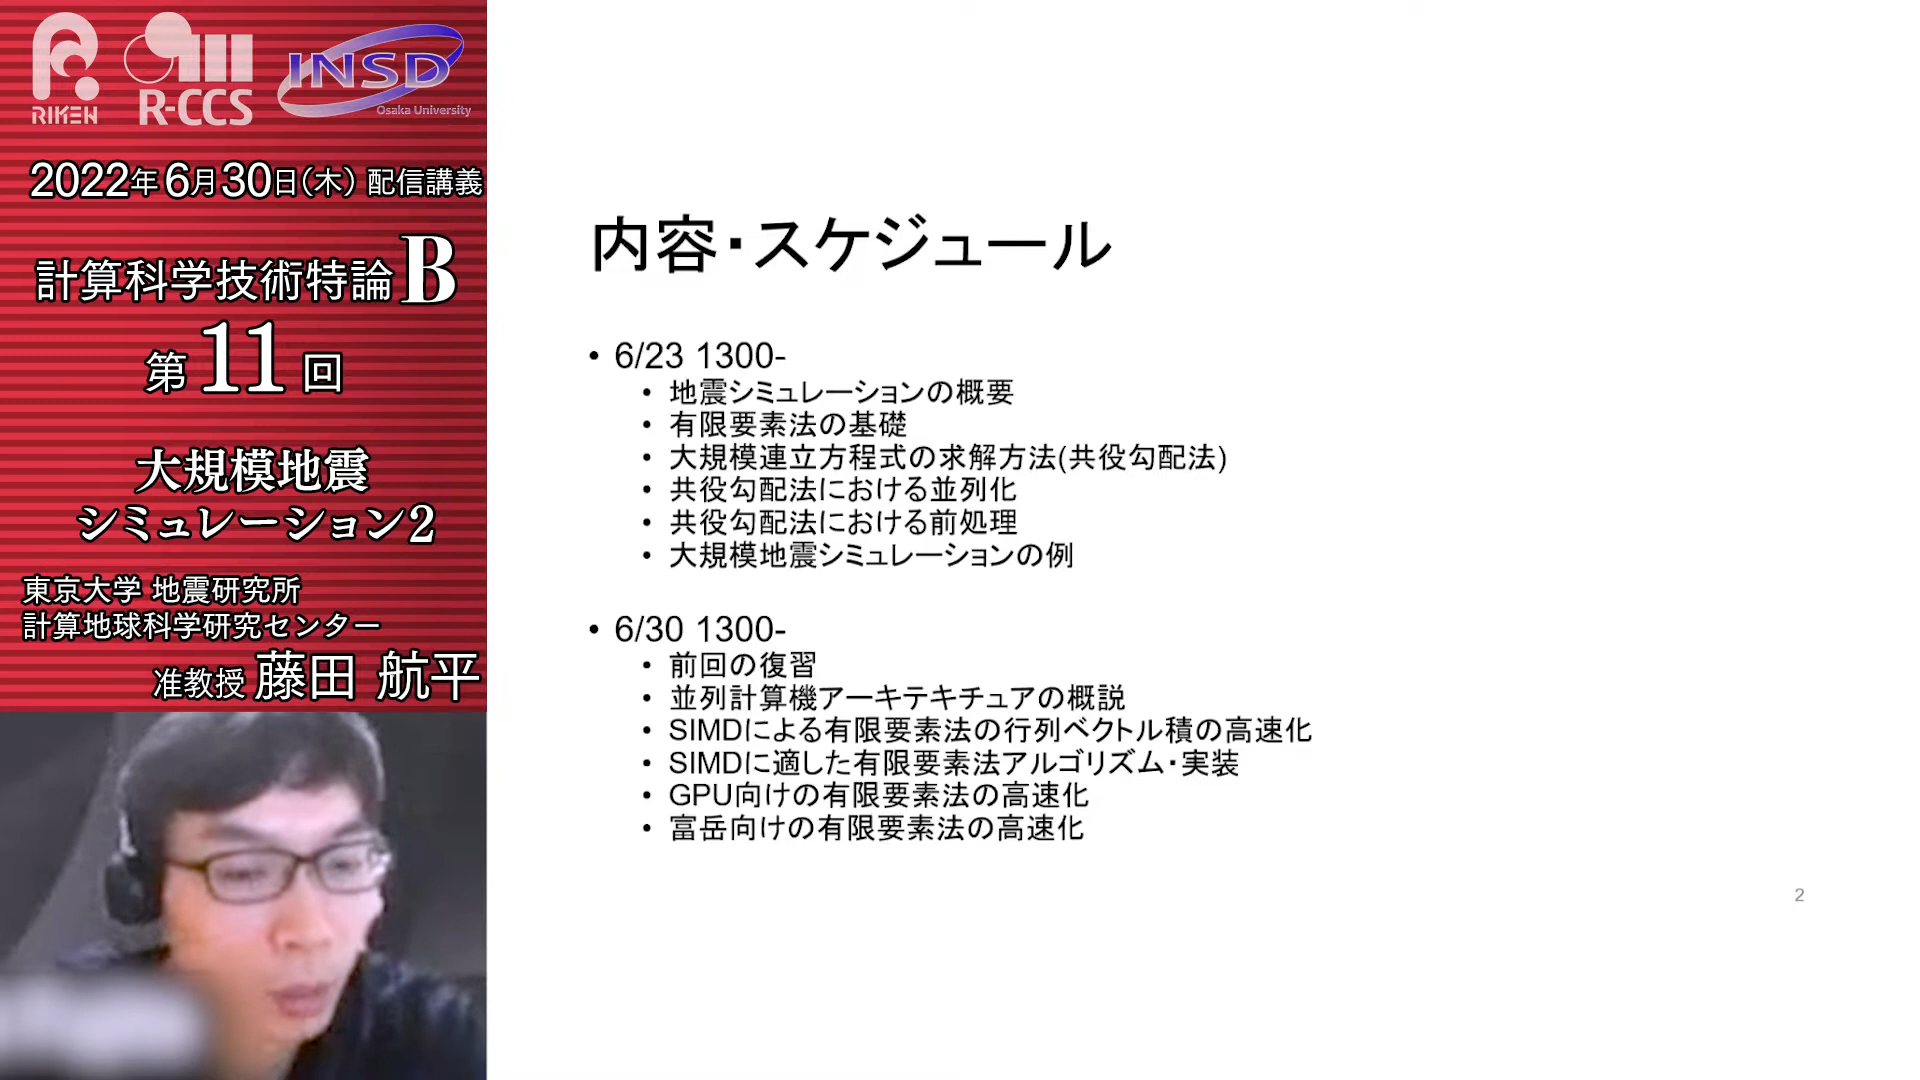 RIKEN
R-CCS
INSD
Osaka University
2022年6月30日(木) 配信講義
計算科学技術特論B
第11回
大規模地震
シミュレーション2
東京大学 地震研究所
計算地球科学研究センター
准教授 藤田 航平
内容・スケジュール
• 6/23 1300-
• 地震シミュレーションの概要
• 有限要素法の基礎
• 大規模連立方程式の求解方法(共役勾配法)
• 共役勾配法における並列化
• 共役勾配法における前処理
• 大規模地震シミュレーションの例
• 6/30 1300-
• 前回の復習
• 並列計算機アーキテキチュアの概説
• SIMDによる有限要素法の行列ベクトル積の高速化
• SIMDに適した有限要素法アルゴリズム・実装
• GPU向けの有限要素法の高速化
• 富岳向けの有限要素法の高速化
2